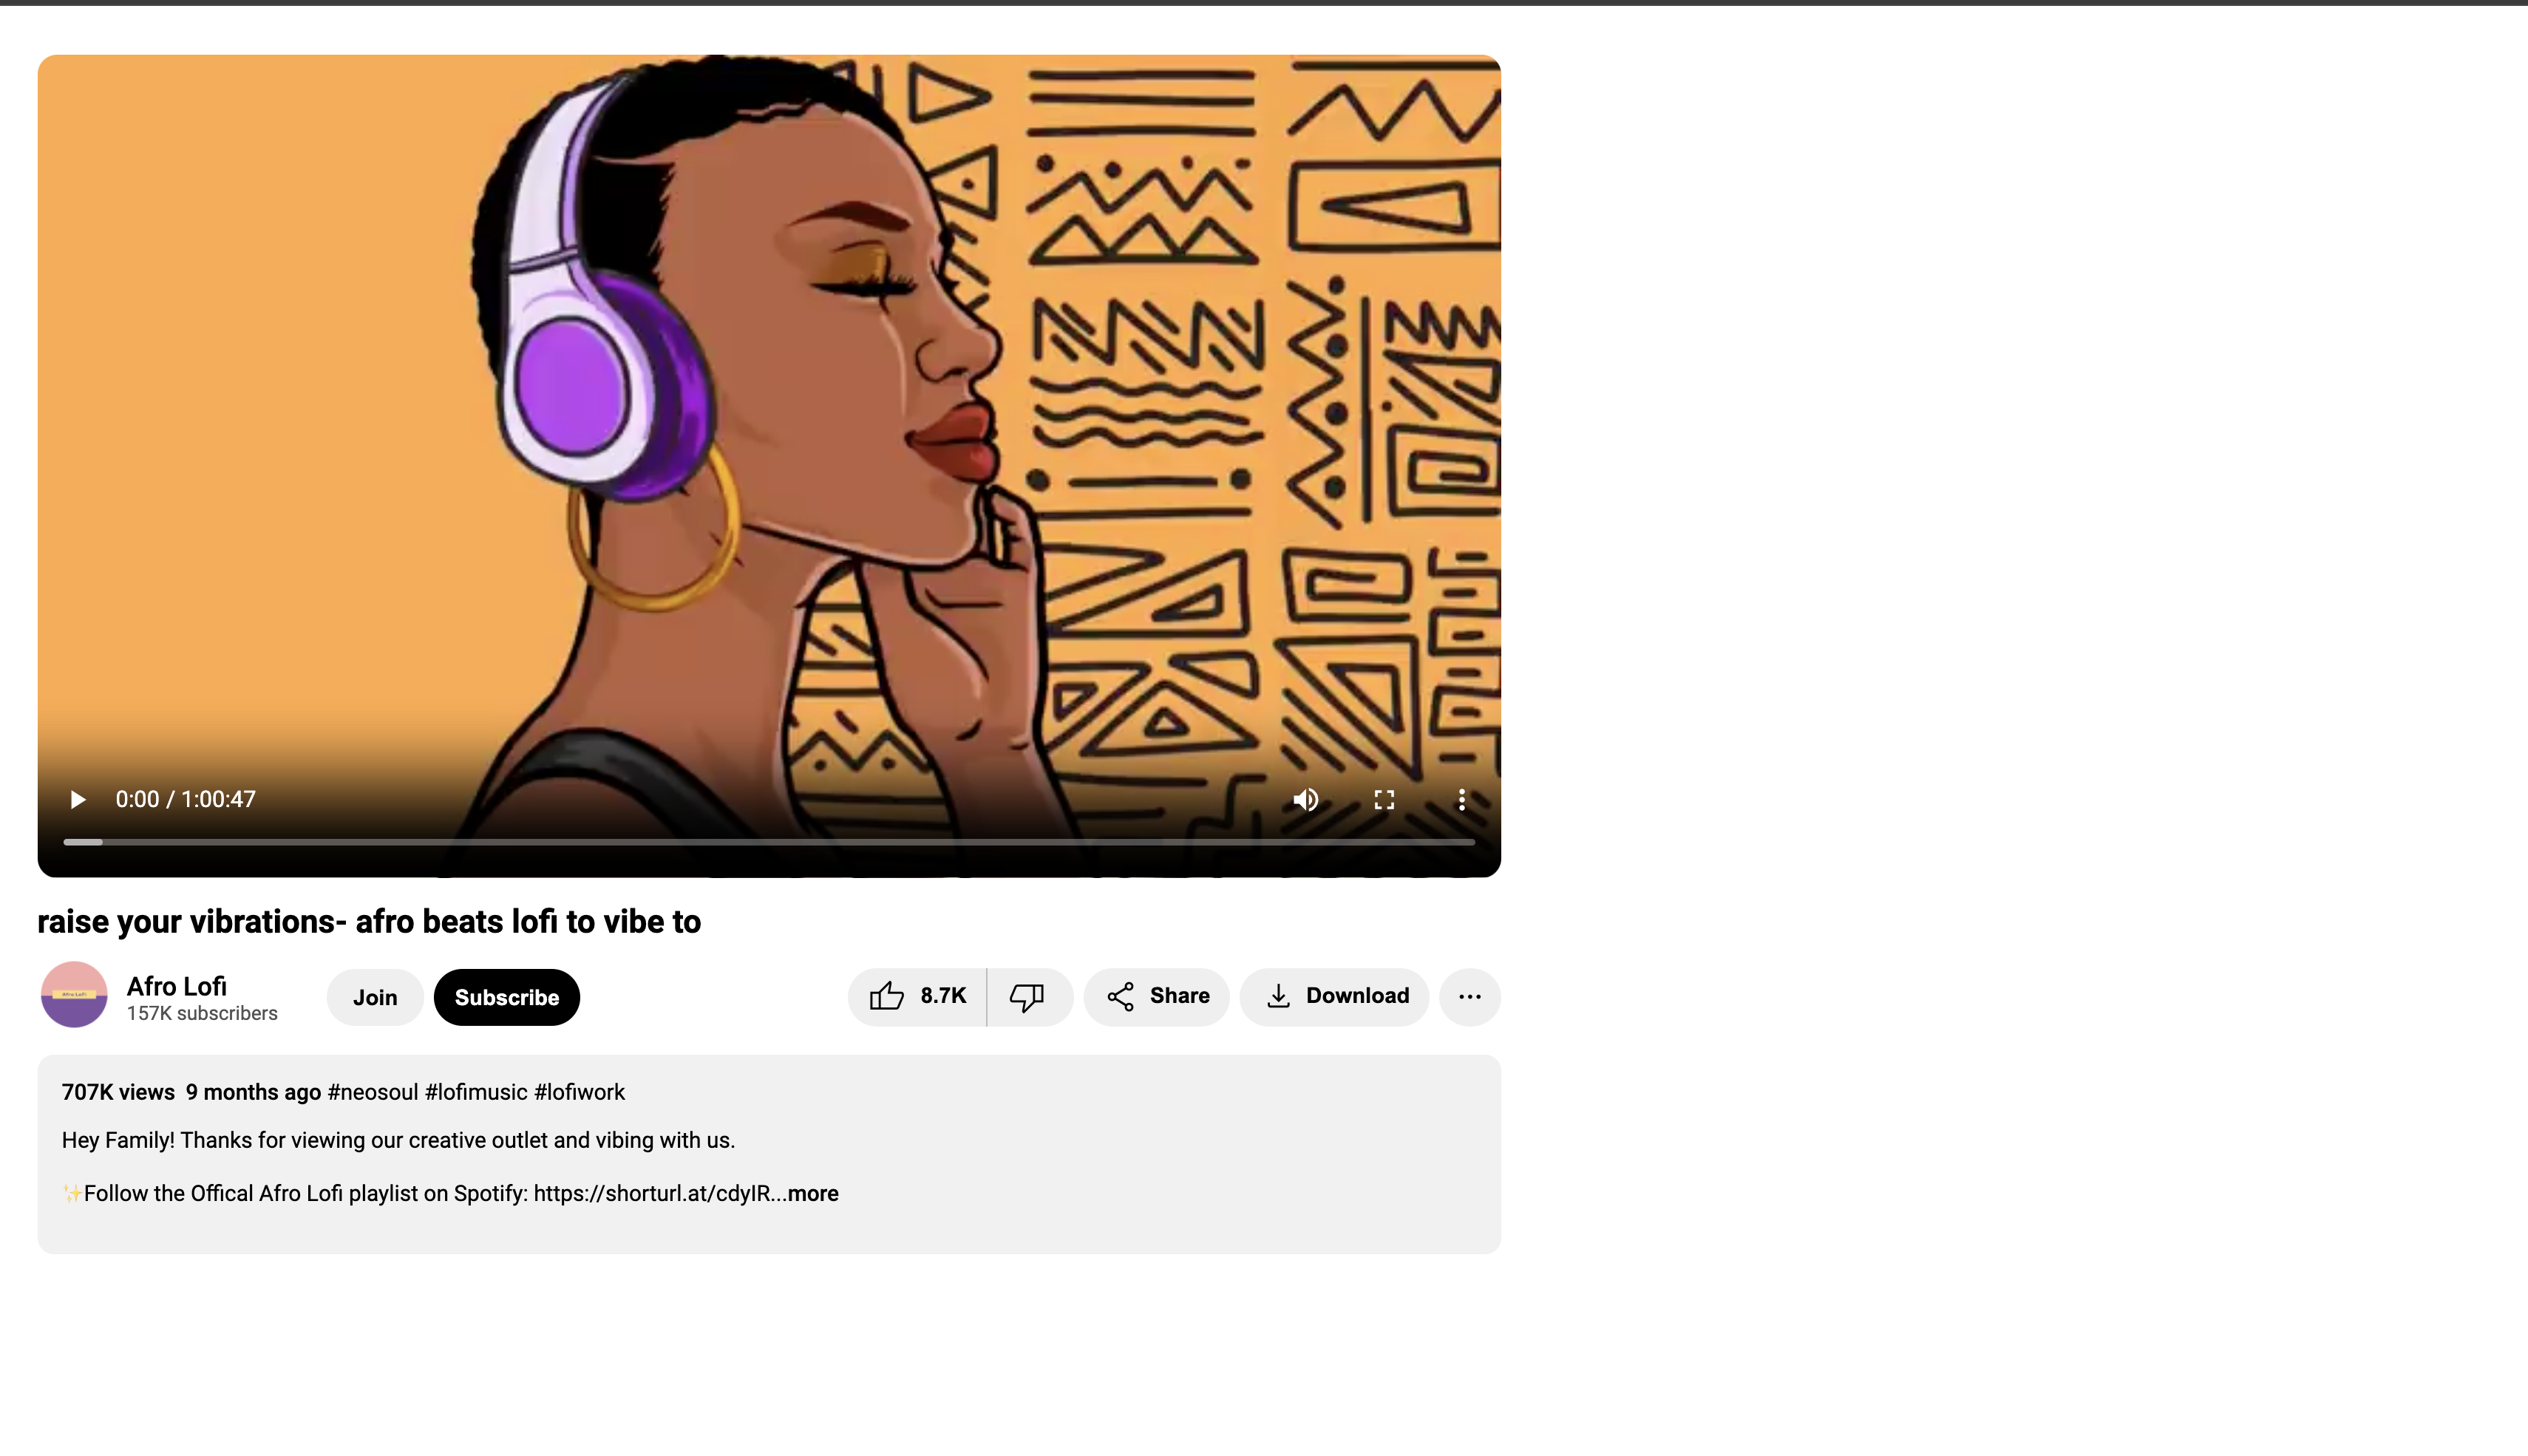 0:00 / 1:00:47
raise your vibrations- afro beats lofi to vibe to
Afro Lofi
Afro Lofi
157K subscribers
Join
Subscribe
8.7K
Share
Download
707K views 9 months ago #neosoul #lofimusic #lofiwork
Hey Family! Thanks for viewing our creative outlet and vibing with us.
✨Follow the Offical Afro Lofi playlist on Spotify: https://shorturl.at/cdyIR...more